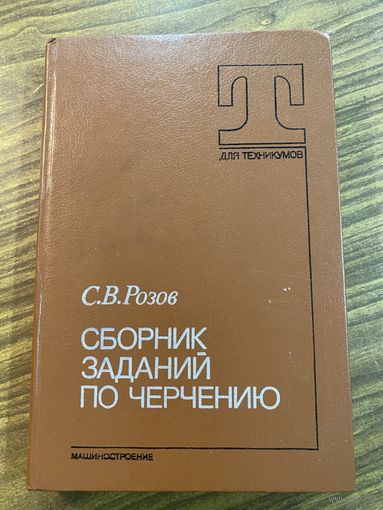 Т
ДЛЯ ТЕХНИКУМОВ
С.В.Розов
СБОРНИК
ЗАДАНИЙ
ПО ЧЕРЧЕНИЮ
МАШИНОСТРОЕНИЕ